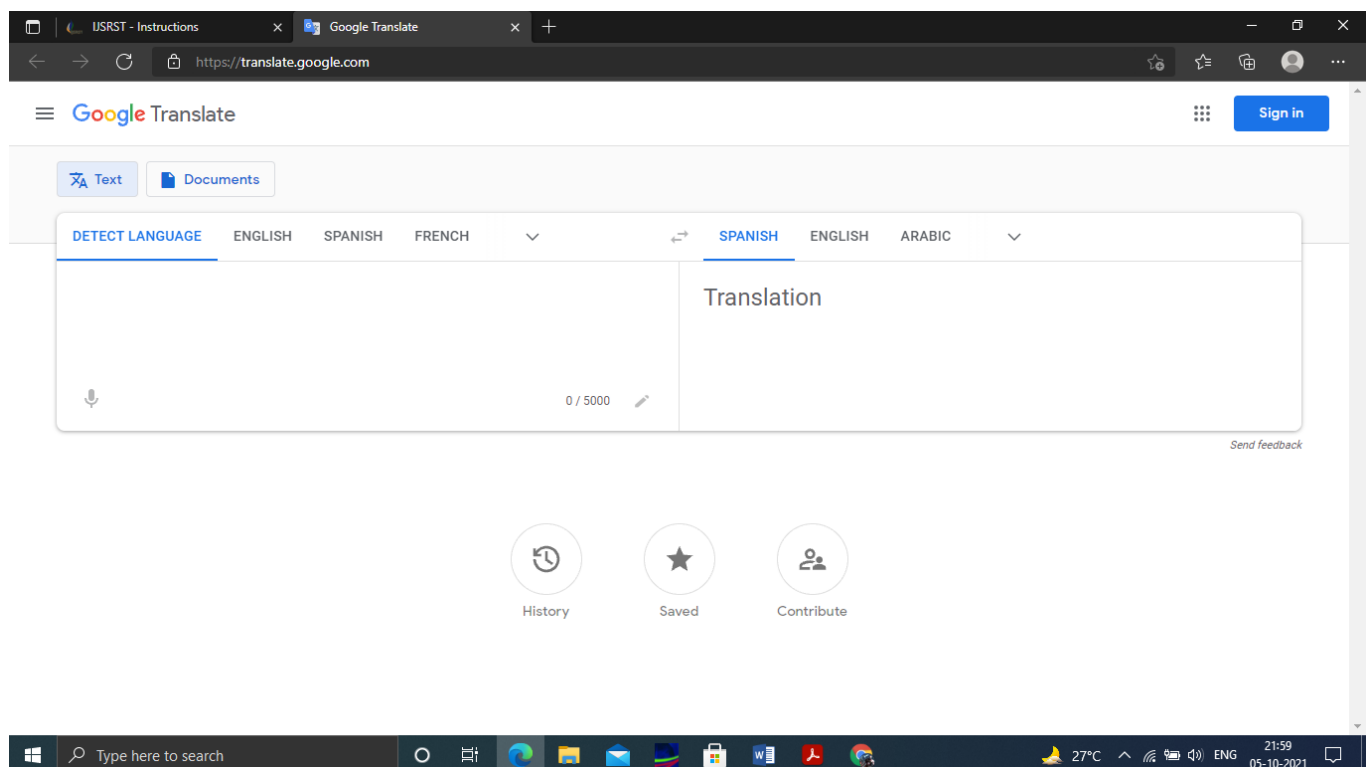 IJSRST - Instructions Google Translate
https://translate.google.com
Google Translate Sign in
Text Documents
DETECT LANGUAGE ENGLISH SPANISH FRENCH SPANISH ENGLISH ARABIC
Translation
0 / 5000
Send feedback
History Saved Contribute
Type here to search 27°C ENG 21:59
05-10-2021